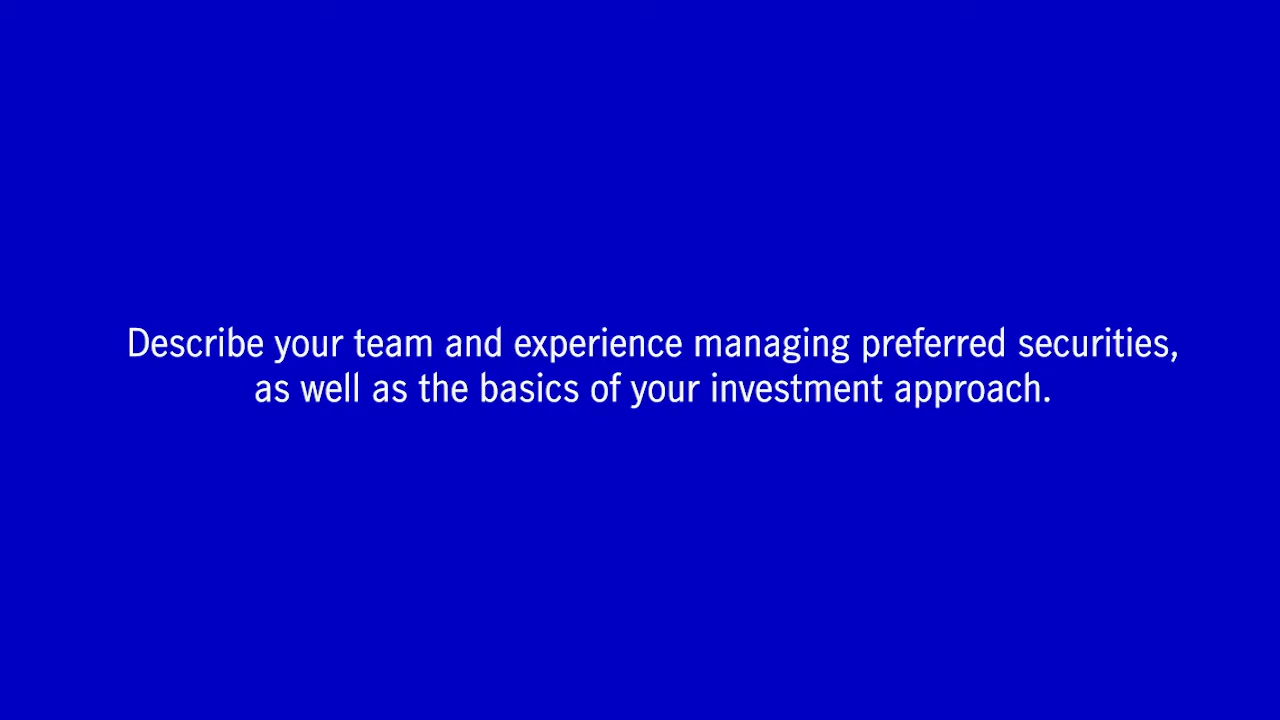 Describe your team and experience managing preferred securities,
as well as the basics of your investment approach.